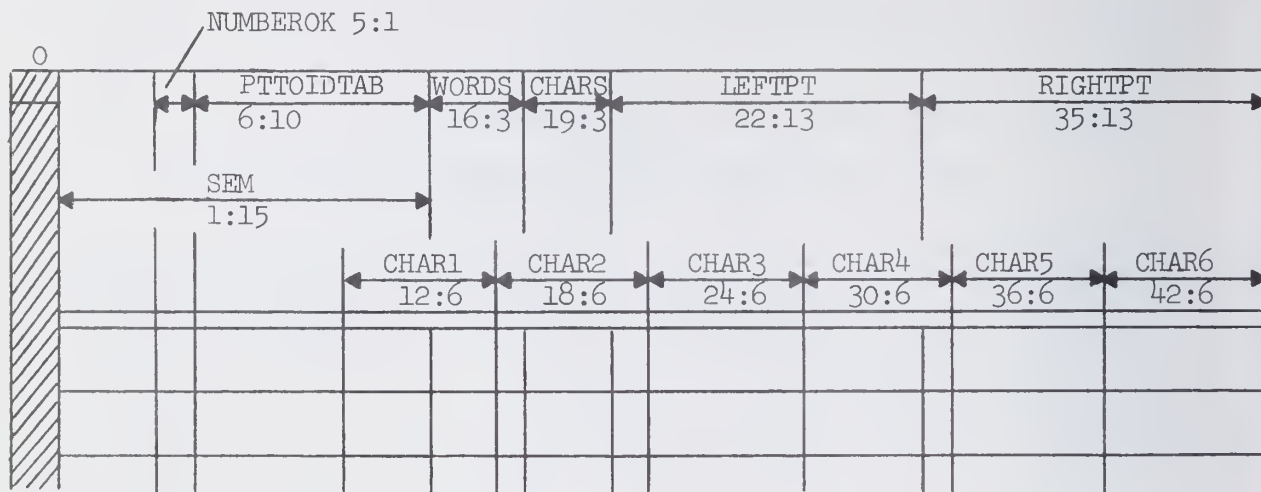 NUMBEROK 5:1
0
PTTOIDTAB WORDS CHARS LEFTPT RIGHTPT
6:10 16:3 19:3 22:13 35:13
SEM
1:15
CHAR1 CHAR2 CHAR3 CHAR4 CHAR5 CHAR6
12:6 18:6 24:6 30:6 36:6 42:6